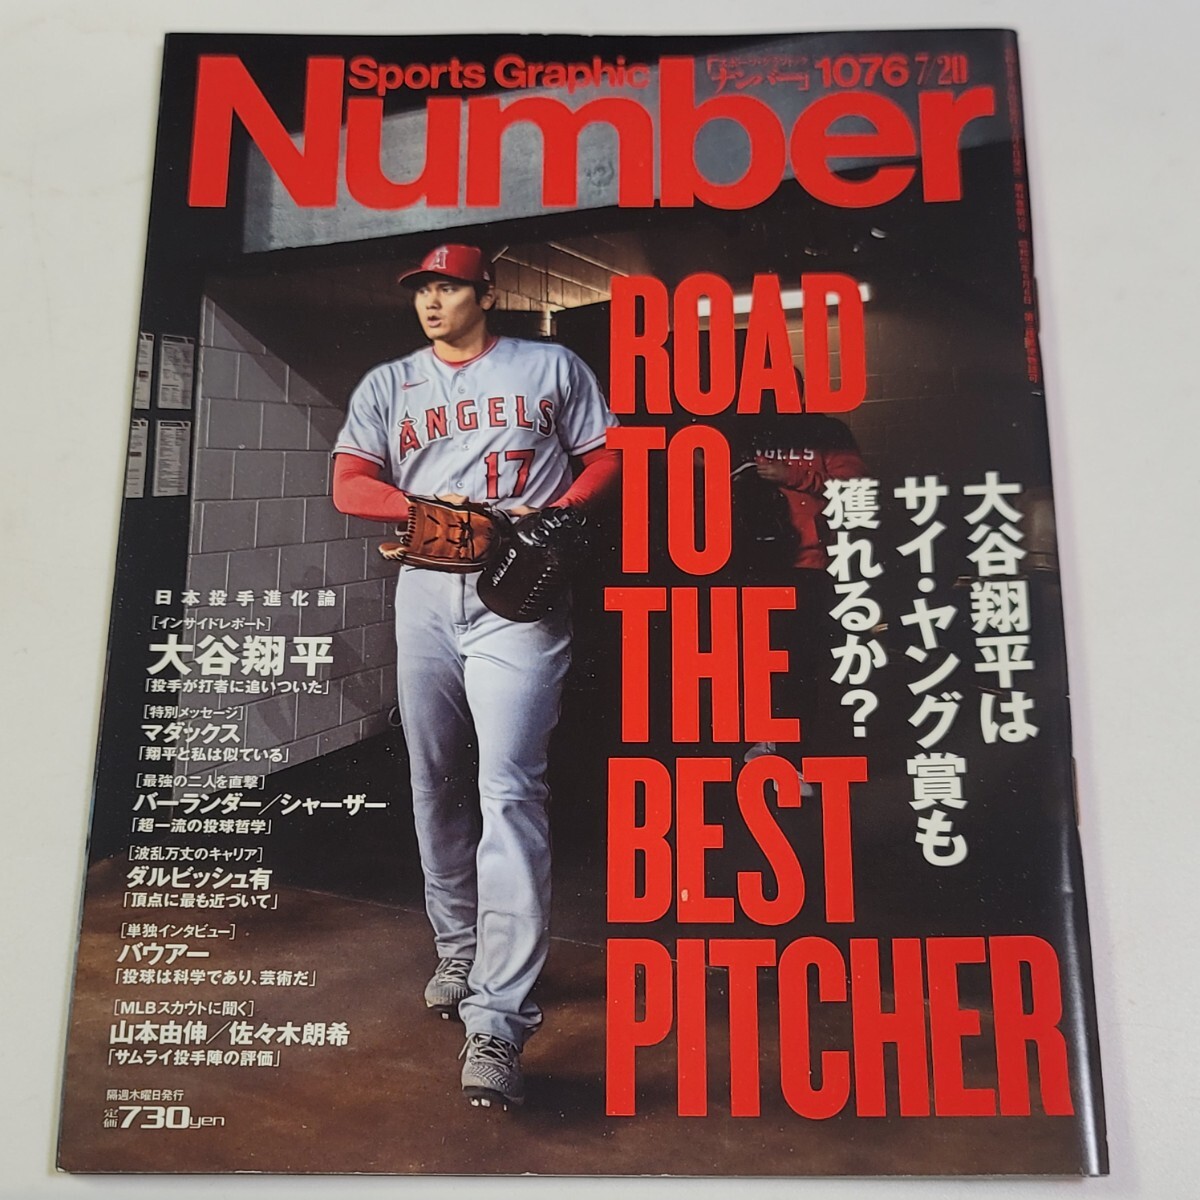 Sports Graphic
Number
「スポーツ・グラフィック
ナンバー」
1076
7/20
ROAD
TO
THE
BEST
PITCHER
大谷翔平は
サイ・ヤング賞も
獲れるか?
A
ANGELS
17
日本投手進化論
[インサイドレポート]
大谷翔平
「投手が打者に追いついた」
[特別メッセージ]
マダックス
「翔平と私は似ている」
[最強の二人を直撃]
バーランダー/シャーザー
「超一流の投球哲学」
[波乱万丈のキャリア]
ダルビッシュ有
「頂点に最も近づいて」
[単独インタビュー]
バウアー
「投球は科学であり、芸術だ」
[MLBスカウトに聞く]
山本由伸/佐々木朗希
「サムライ投手陣の評価」
隔週木曜日発行
定価730yen